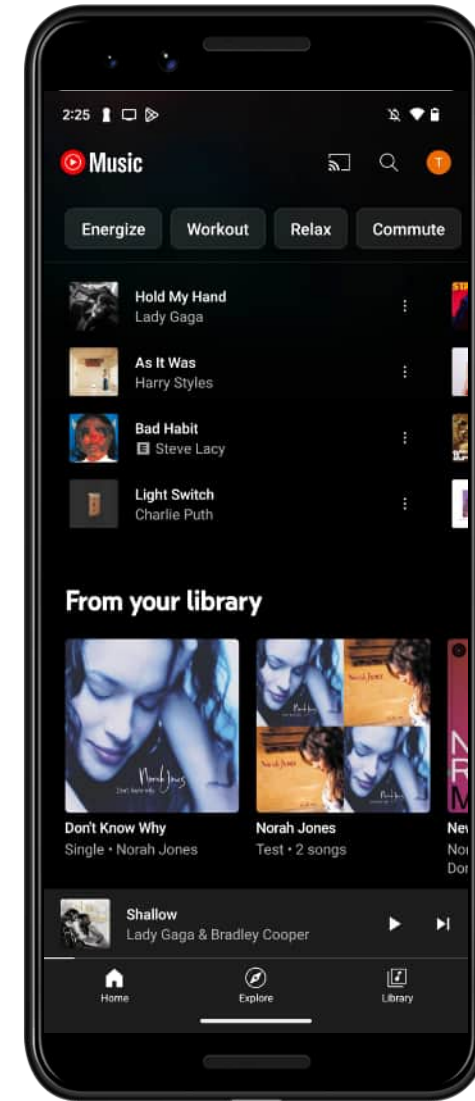 2:25
Music
T
Energize
Workout
Relax
Commute
Hold My Hand
Lady Gaga
As It Was
Harry Styles
Bad Habit
E Steve Lacy
Light Switch
Charlie Puth
From your library
Norah Jones
Don't Know Why
Single • Norah Jones
Norah Jones
Test • 2 songs
Shallow
Lady Gaga & Bradley Cooper
Home
Explore
Library